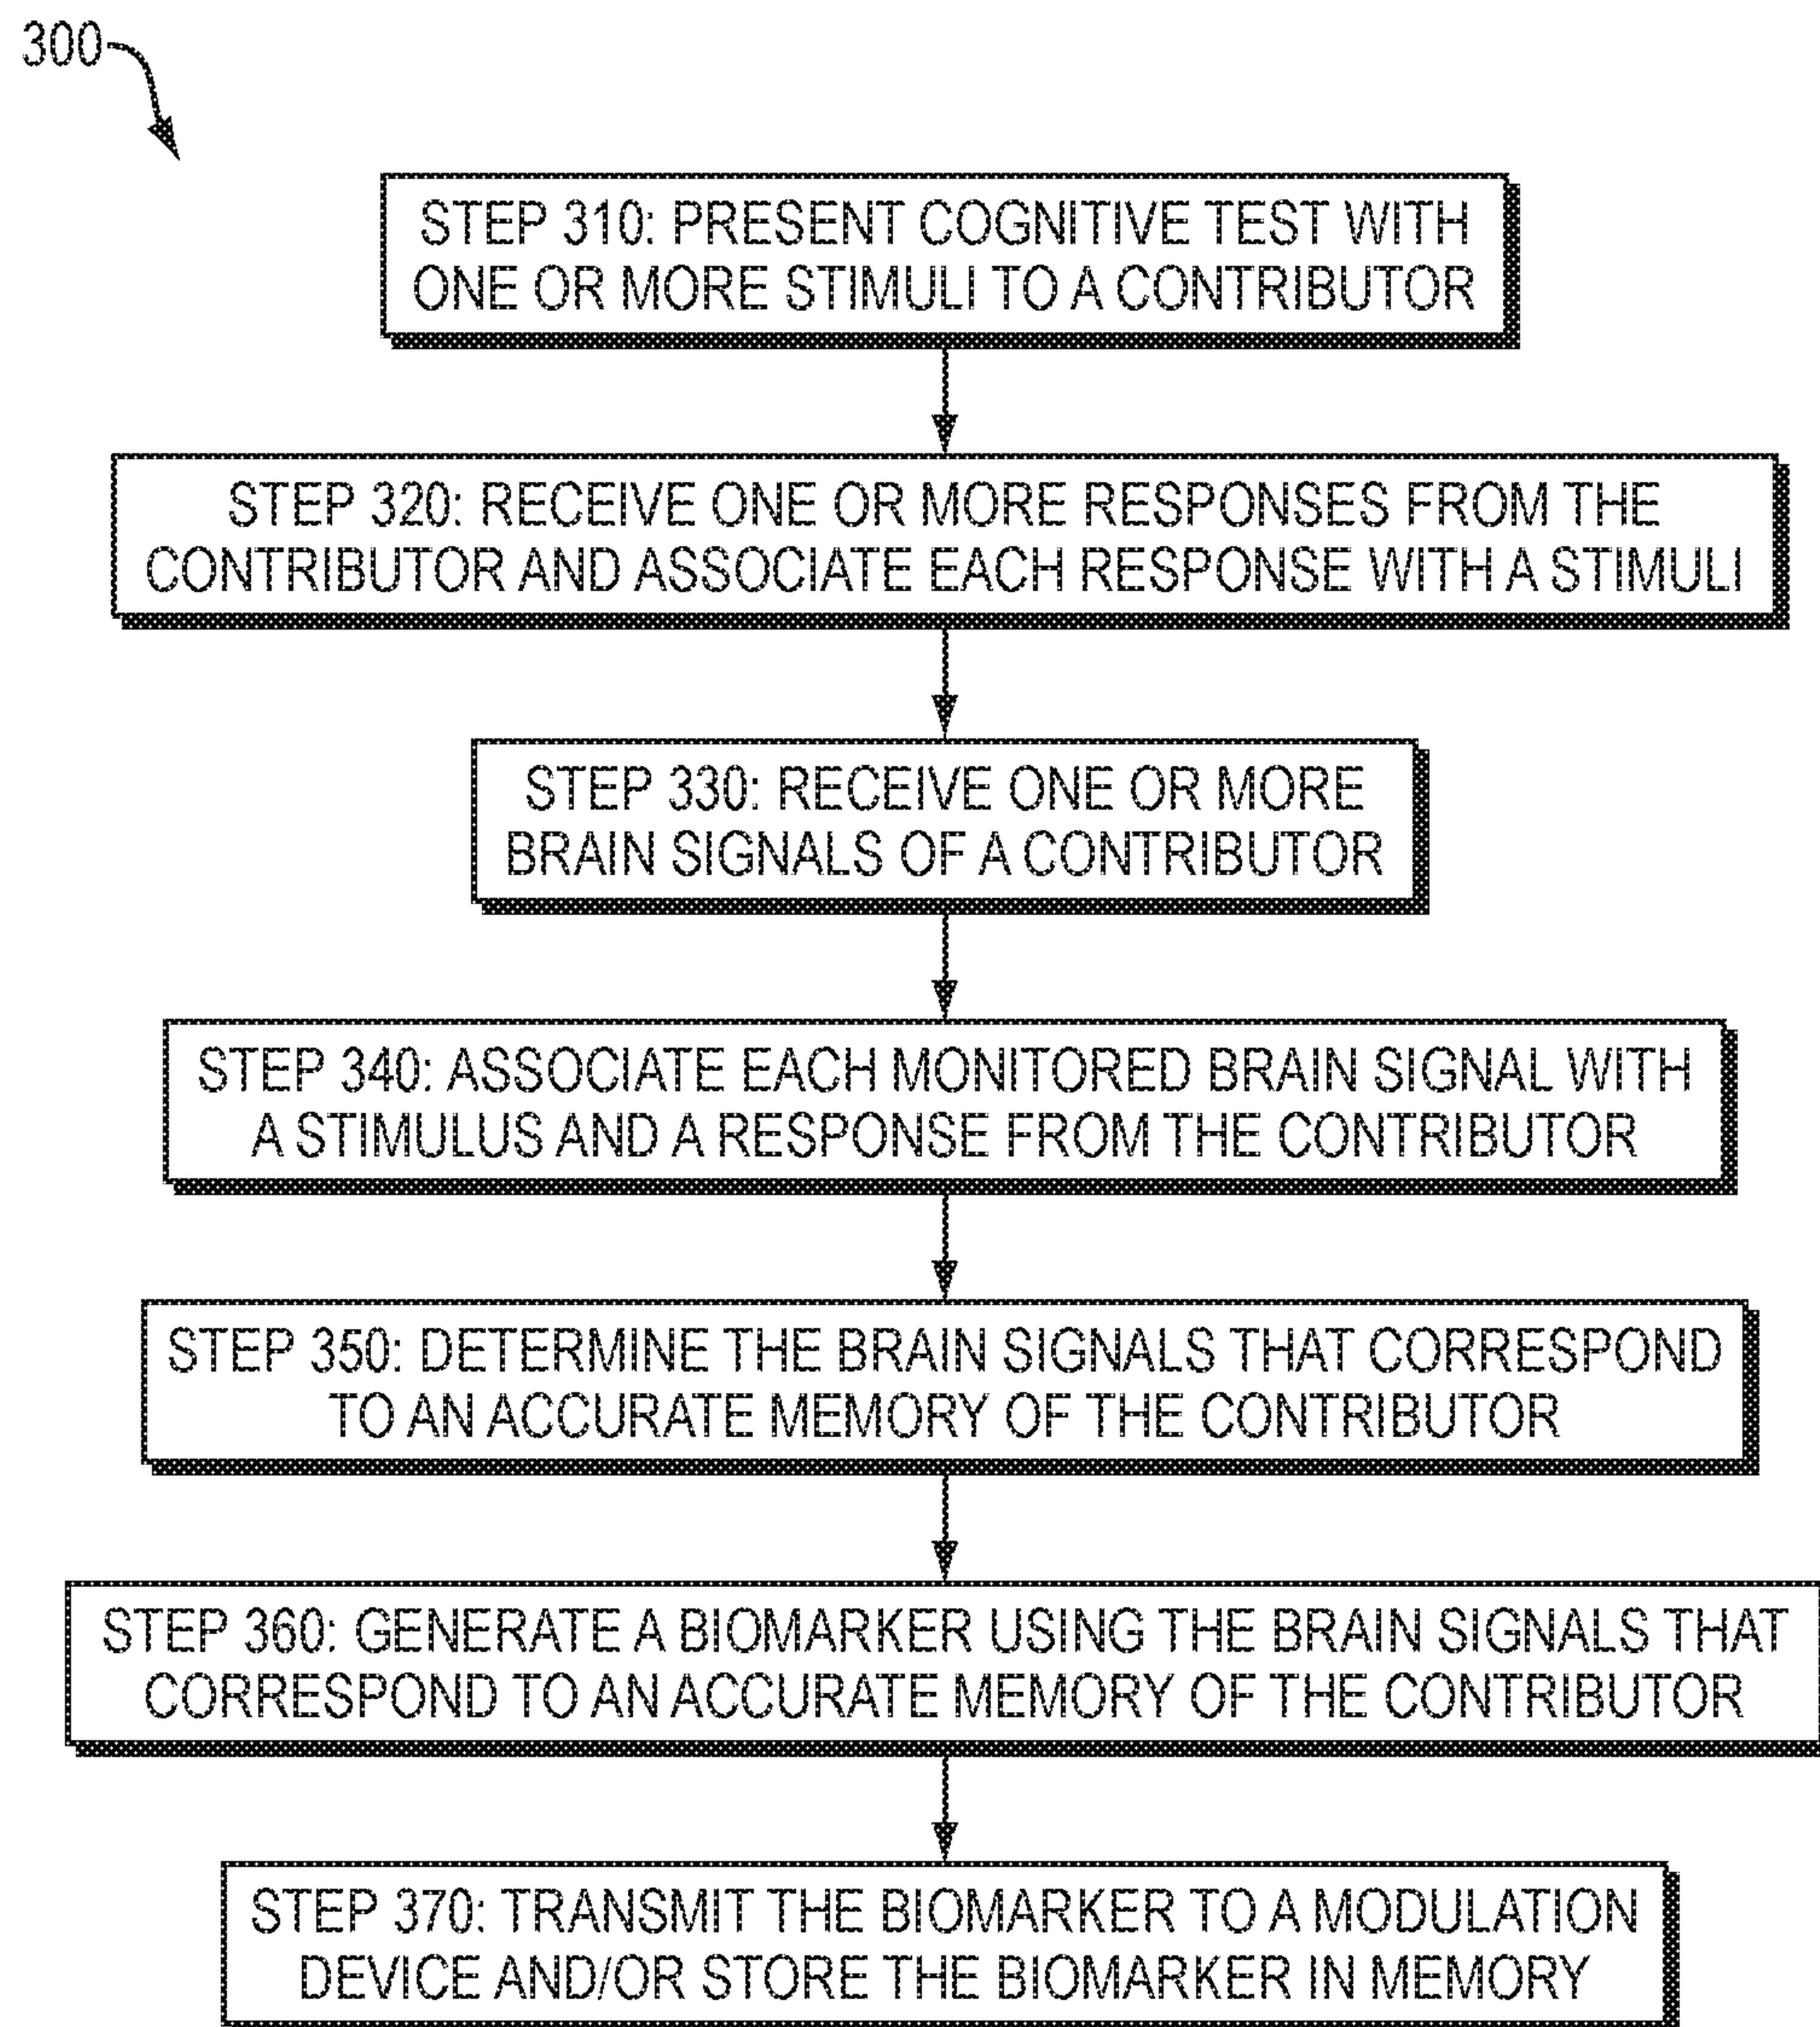 300
STEP 310: PRESENT COGNITIVE TEST WITH
ONE OR MORE STIMULI TO A CONTRIBUTOR
STEP 320: RECEIVE ONE OR MORE RESPONSES FROM THE
CONTRIBUTOR AND ASSOCIATE EACH RESPONSE WITH A STIMULI
STEP 330: RECEIVE ONE OR MORE
BRAIN SIGNALS OF A CONTRIBUTOR
STEP 340: ASSOCIATE EACH MONITORED BRAIN SIGNAL WITH
A STIMULUS AND A RESPONSE FROM THE CONTRIBUTOR
STEP 350: DETERMINE THE BRAIN SIGNALS THAT CORRESPOND
TO AN ACCURATE MEMORY OF THE CONTRIBUTOR
STEP 360: GENERATE A BIOMARKER USING THE BRAIN SIGNALS THAT
CORRESPOND TO AN ACCURATE MEMORY OF THE CONTRIBUTOR
STEP 370: TRANSMIT THE BIOMARKER TO A MODULATION
DEVICE AND/OR STORE THE BIOMARKER IN MEMORY